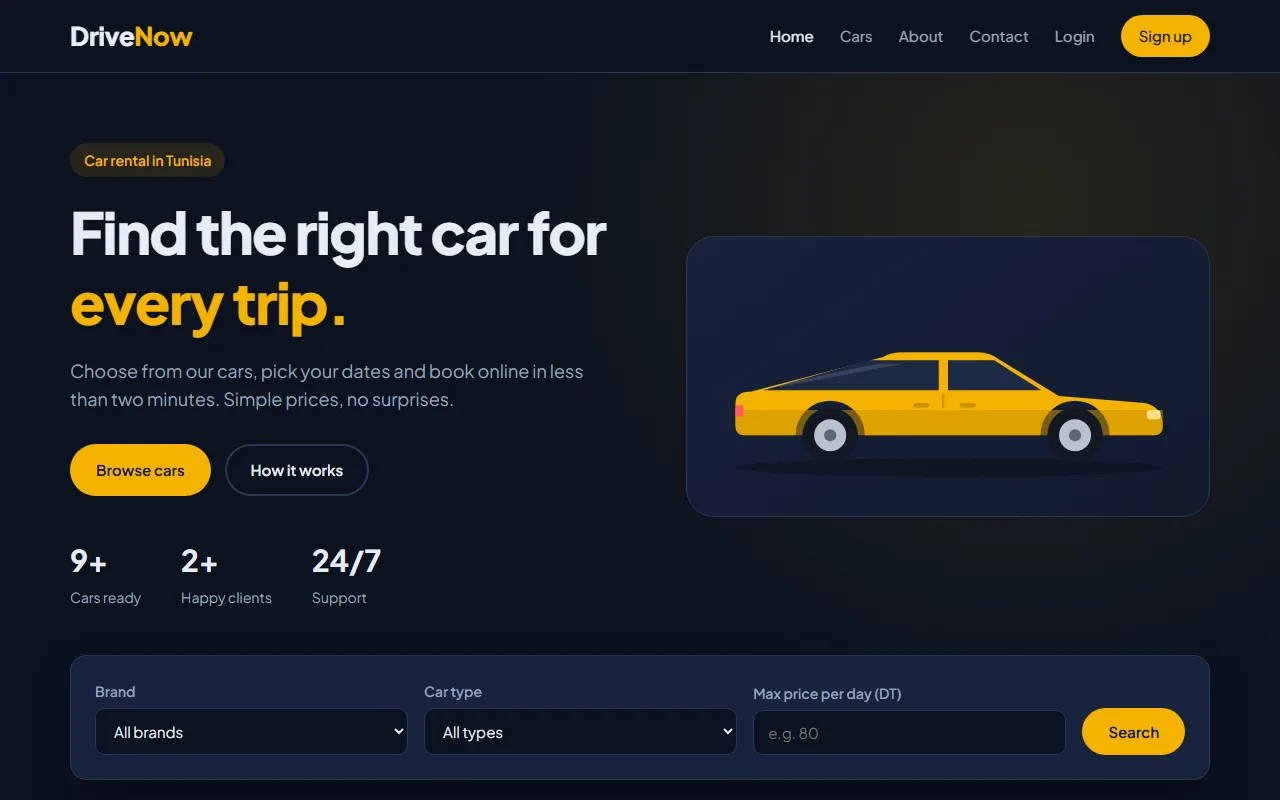 DriveNow
Home Cars About Contact Login Sign up
Car rental in Tunisia
Find the right car for
every trip.
Choose from our cars, pick your dates and book online in less
than two minutes. Simple prices, no surprises.
Browse cars How it works
9+ 2+ 24/7
Cars ready Happy clients Support
Brand Car type Max price per day (DT)
All brands All types e.g. 80 Search